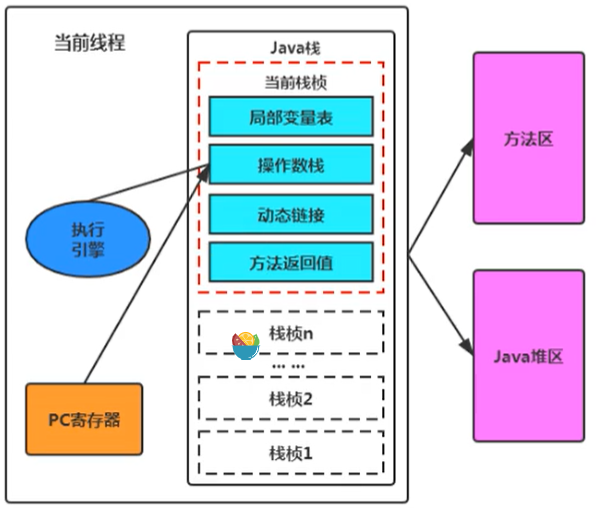 当前线程
Java栈
当前栈桢
局部变量表
操作数栈
动态链接
方法返回值
执行
引擎
PC寄存器
栈桢n
... ...
栈桢2
栈桢1
方法区
Java堆区